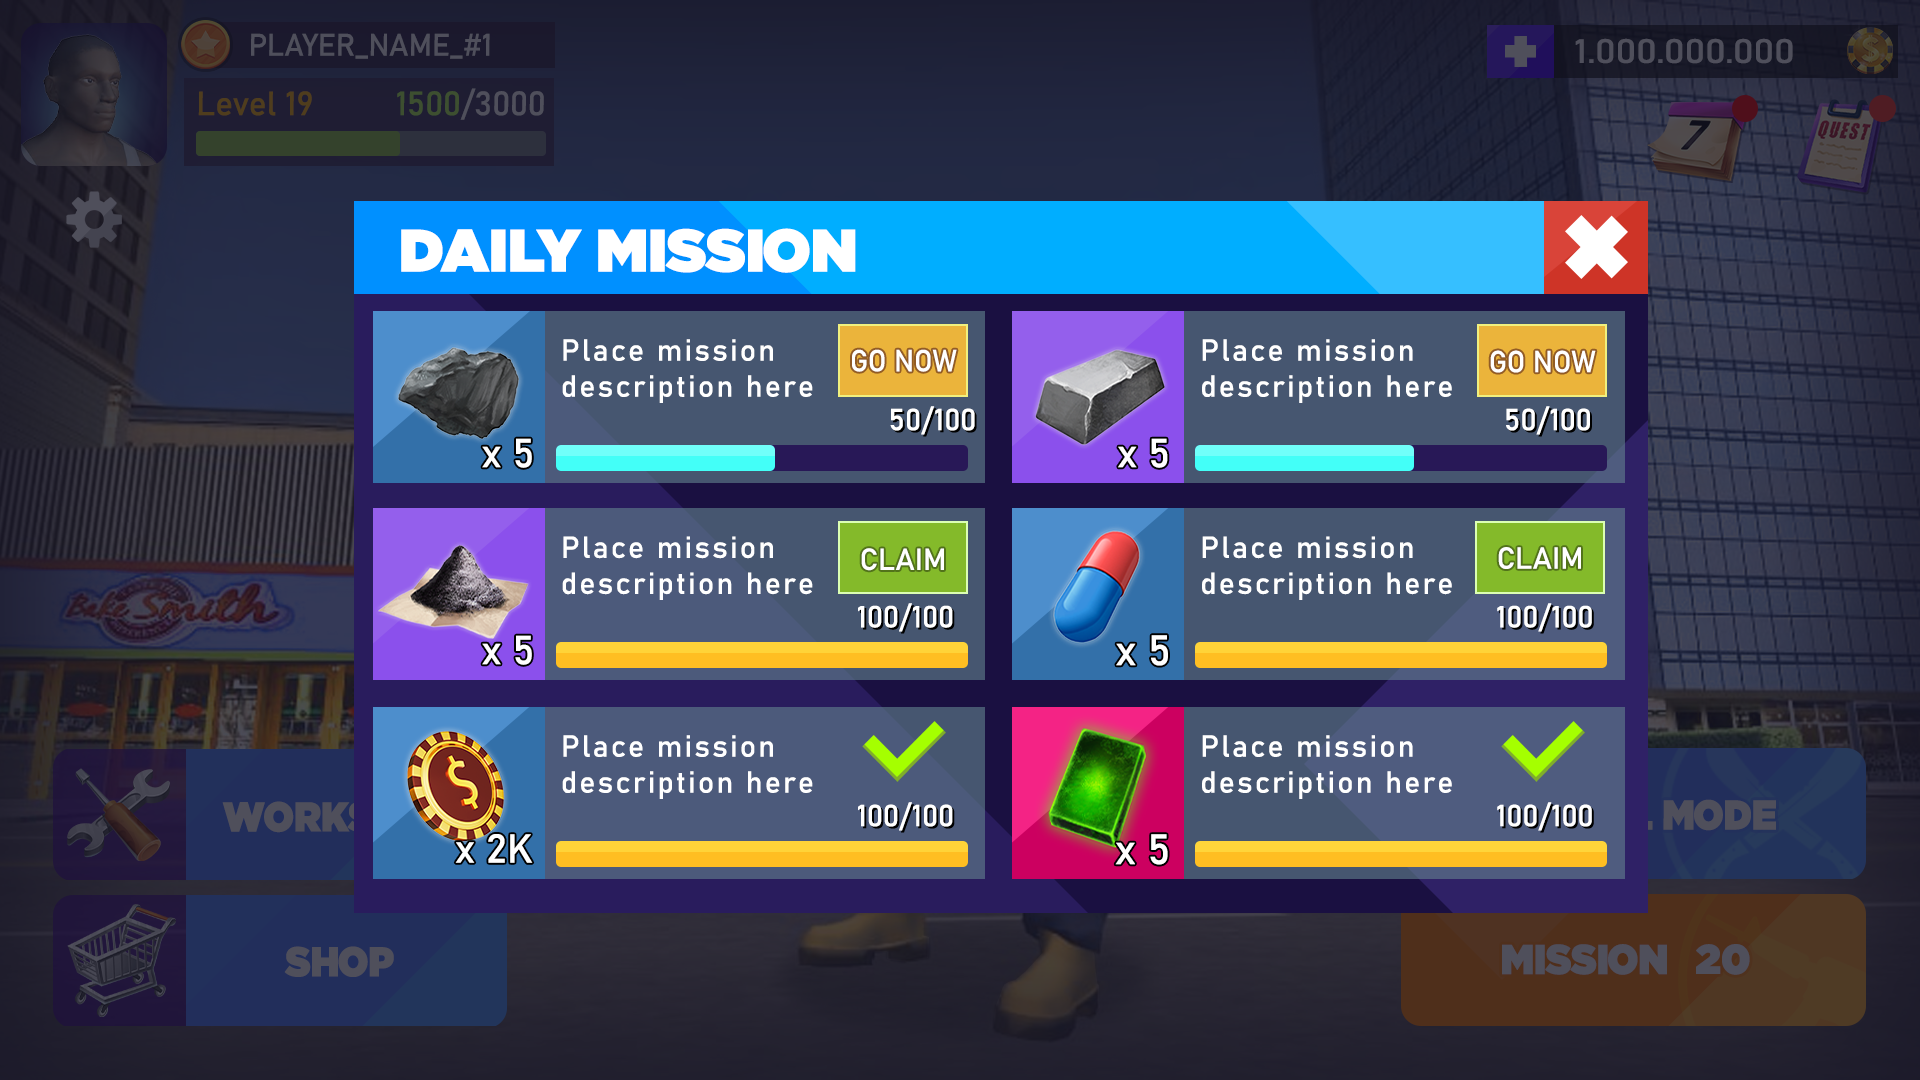 PLAYER_NAME_#1
Level 19
1500/3000
1.000.000.000
7
QUEST
DAILY MISSION
Place mission
description here
GO NOW
50/100
x 5
Place mission
description here
GO NOW
50/100
x 5
Place mission
description here
CLAIM
100/100
x 5
Place mission
description here
CLAIM
100/100
x 5
Place mission
description here
100/100
x 2K
Place mission
description here
100/100
x 5
Bake Smith
WORKS
MODE
SHOP
MISSION 20